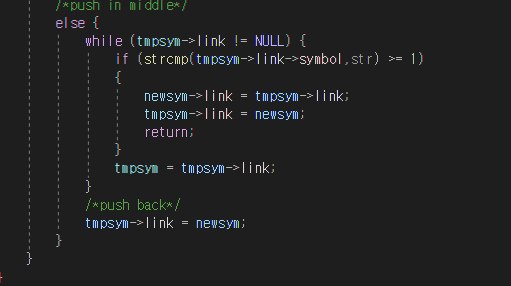 /*push in middle*/
else {
while (tmpsym->link != NULL) {
if (strcmp(tmpsym->link->symbol,str) >= 1)
{
newsym->link = tmpsym->link;
tmpsym->link = newsym;
return;
}
tmpsym = tmpsym->link;
}
/*push back*/
tmpsym->link = newsym;
}
}
}